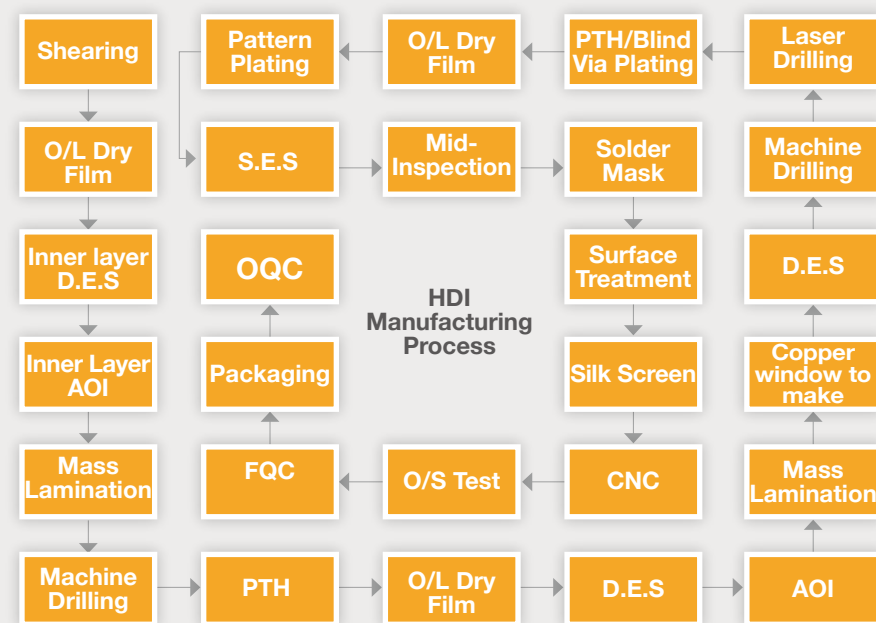 Shearing
Pattern
Plating
O/L Dry
Film
PTH/Blind
Via Plating
Laser
Drilling
O/L Dry
Film
S.E.S
Mid-
Inspection
Solder
Mask
Machine
Drilling
Inner layer
D.E.S
OQC
HDI
Manufacturing
Process
Surface
Treatment
D.E.S
Inner Layer
AOI
Packaging
Silk Screen
Copper
window to
make
Mass
Lamination
FQC
O/S Test
CNC
Mass
Lamination
Machine
Drilling
PTH
O/L Dry
Film
D.E.S
AOI